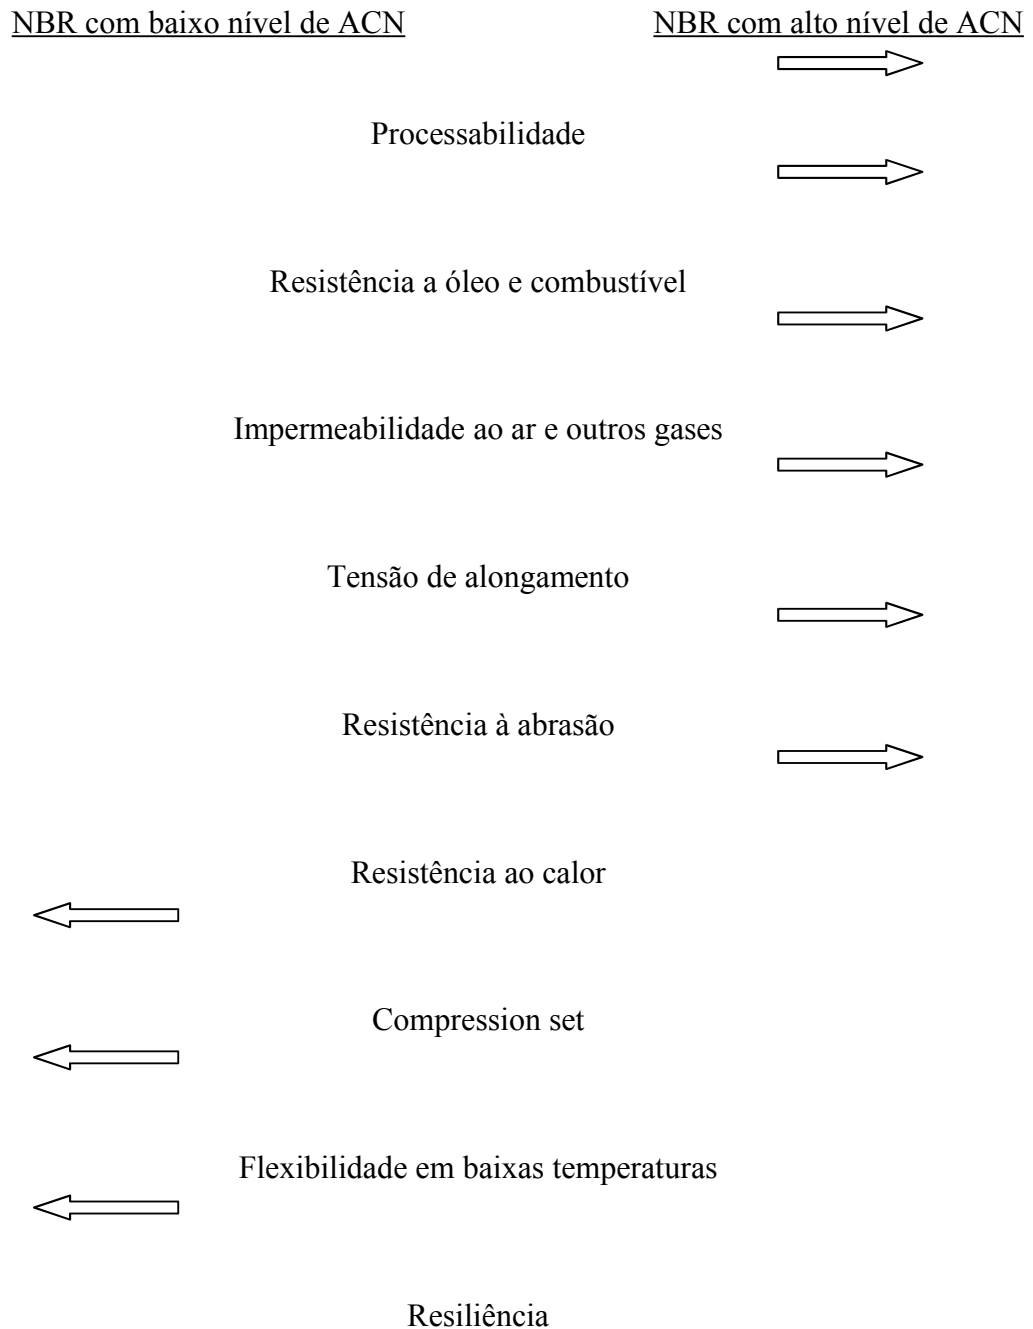 NBR com baixo nível de ACN NBR com alto nível de ACN
Processabilidade
Resistência a óleo e combustível
Impermeabilidade ao ar e outros gases
Tensão de alongamento
Resistência à abrasão
Resistência ao calor
Compression set
Flexibilidade em baixas temperaturas
Resiliência